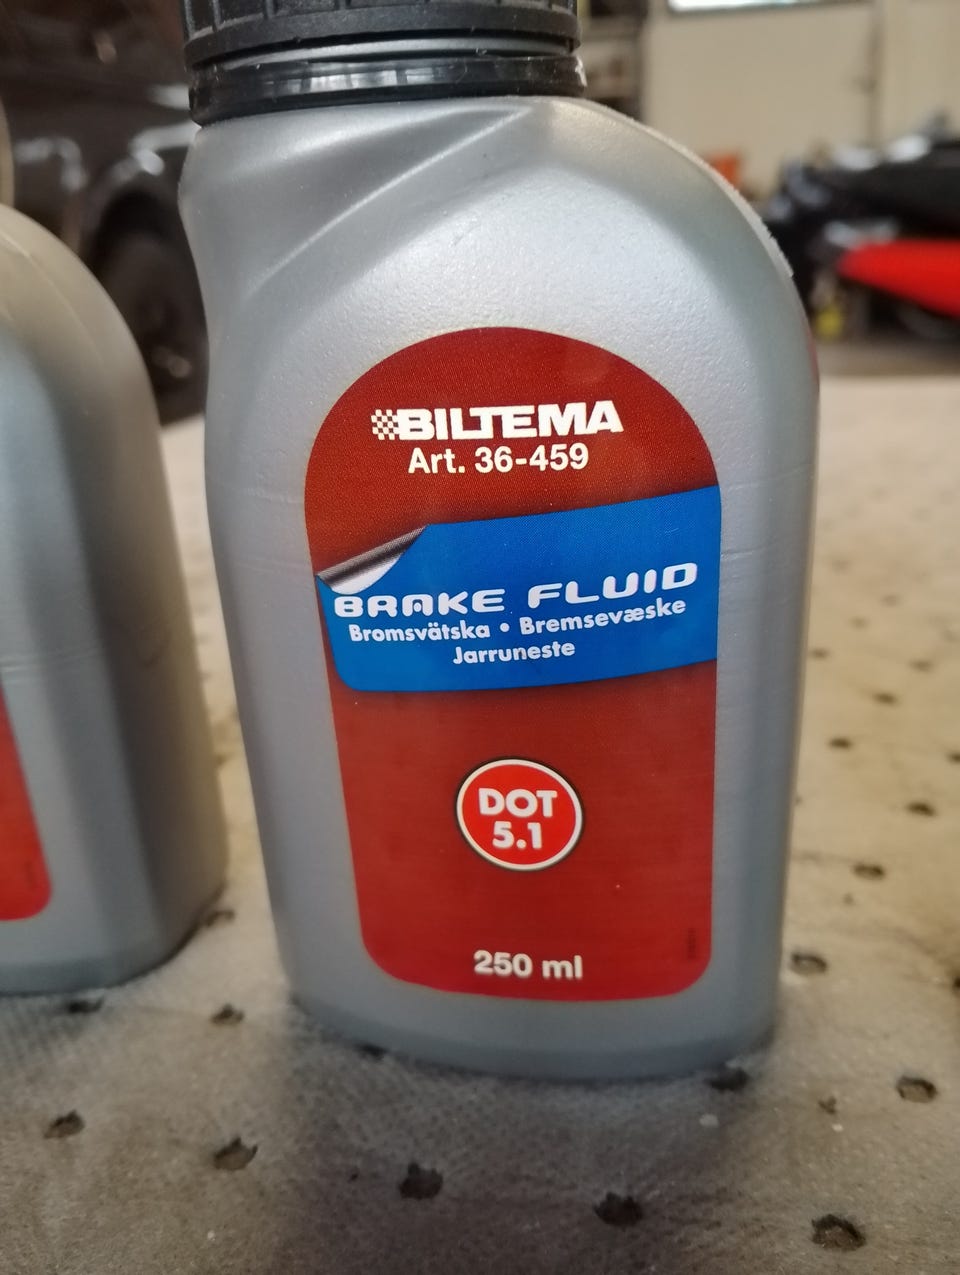 BILTEMA
Art. 36-459
BRAKE FLUID
Bromsvätska • Bremsevæske
Jarruneste
DOT
5.1
250 ml